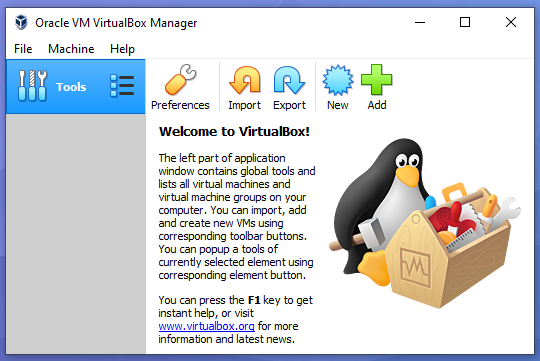 Oracle VM VirtualBox Manager
File Machine Help
Tools
Preferences Import Export New Add
Welcome to VirtualBox!
The left part of application
window contains global tools and
lists all virtual machines and
virtual machine groups on your
computer. You can import, add
and create new VMs using
corresponding toolbar buttons.
You can popup a tools of
currently selected element using
corresponding element button.
You can press the F1 key to get
instant help, or visit
www.virtualbox.org for more
information and latest news.